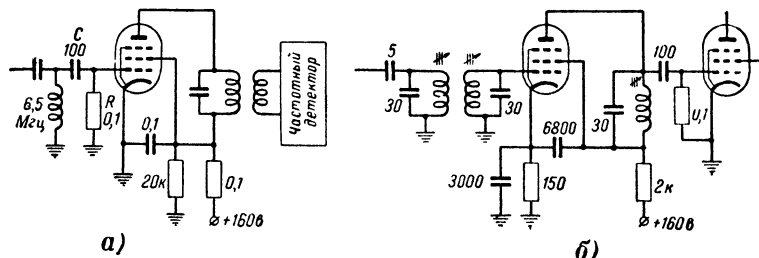 C
100
6,5
Мгц
R
0,1
0,1
20к
0,1
+160в
Частотный
детектор
а)
5
30
30
6800
3000
150
30
100
0,1
2к
+160в
б)